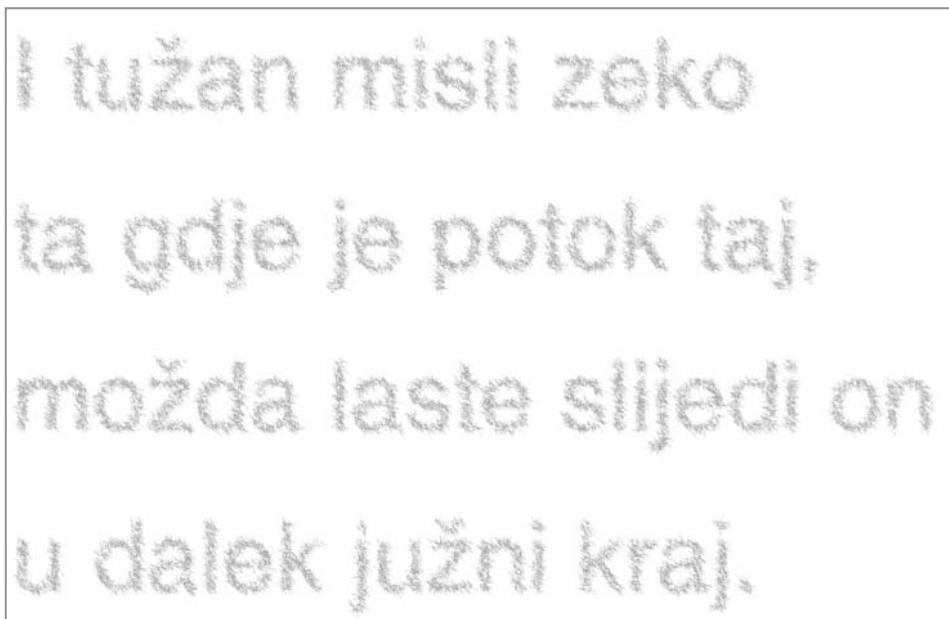 I tužan misli zeko
ta gdje je potok taj,
možda laste slijedi on
u dalek južni kraj.